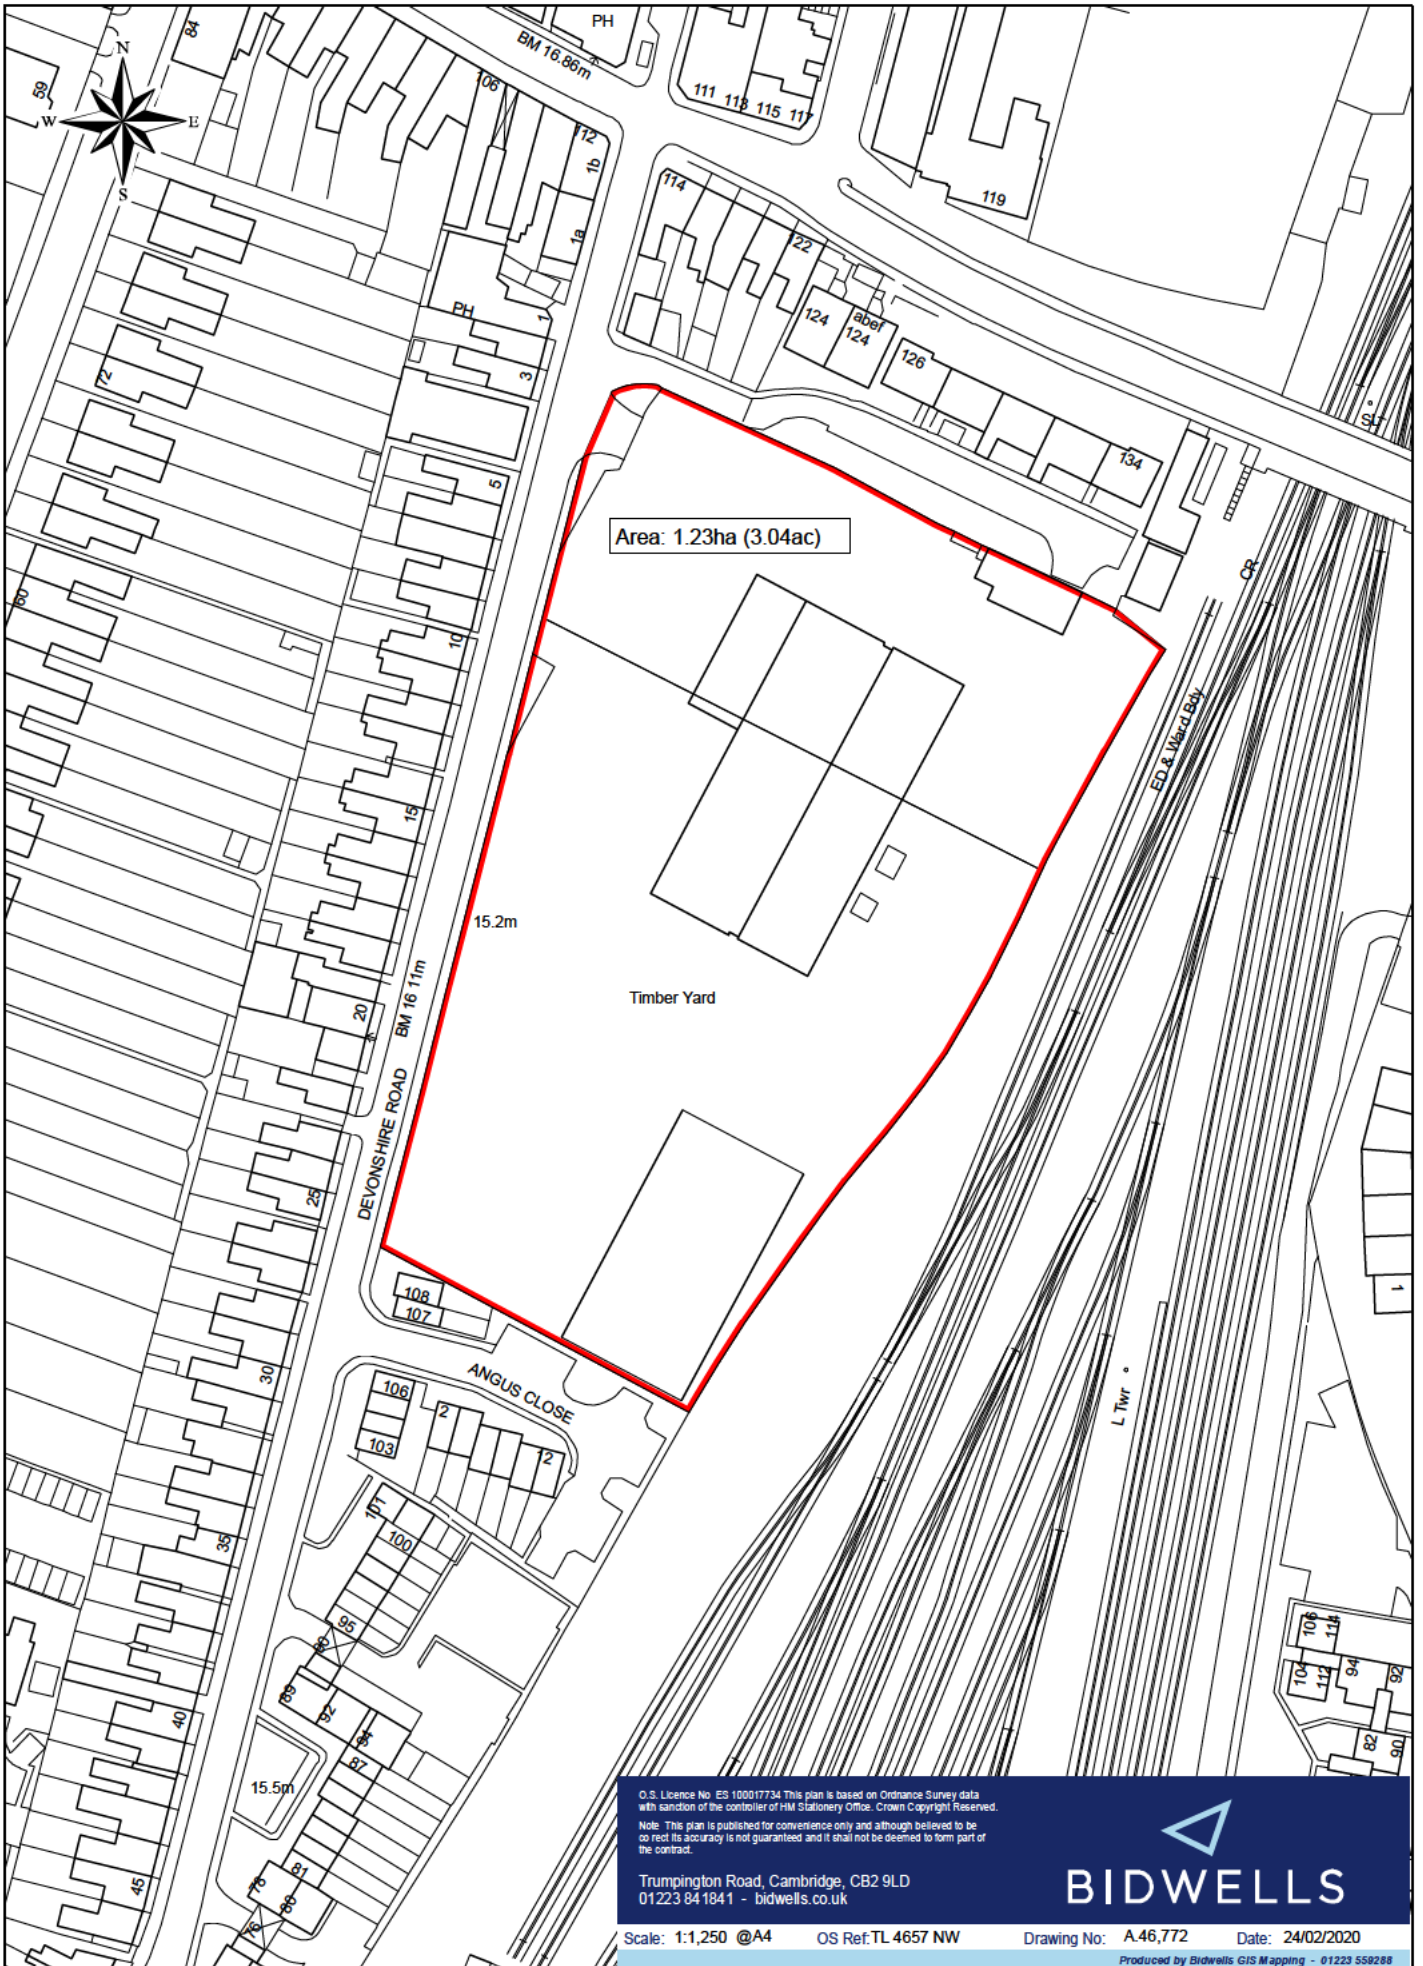 PH
BM 16.86m
84
59
N
W
E
S
106
112
1b
1a
111
113
115
117
119
114
122
124
abef
124
126
134
SL
PH
1
3
72
5
Area: 1.23ha (3.04ac)
CR
60
10
ED & Ward Bdy
15
15.2m
Timber Yard
20
BM 16 11m
DEVONSHIRE ROAD
25
108
107
1
ANGUS CLOSE
30
106
103
2
12
L Twr
101
100
35
95
90
89
92
94
87
106
114
104
112
94
92
82
90
40
15.5m
81
78
80
76
45
O.S. Licence No ES 100017734 This plan is based on Ordnance Survey data
with sanction of the controller of HM Stationery Office. Crown Copyright Reserved.
Note This plan is published for convenience only and although believed to be
co rect its accuracy is not guaranteed and it shall not be deemed to form part of
the contract.
Trumpington Road, Cambridge, CB2 9LD
01223 841841 - bidwells.co.uk
BIDWELLS
Scale: 1:1,250 @A4 OS Ref: TL 4657 NW Drawing No: A.46,772 Date: 24/02/2020
Produced by Bidwells GIS Mapping - 01223 559288